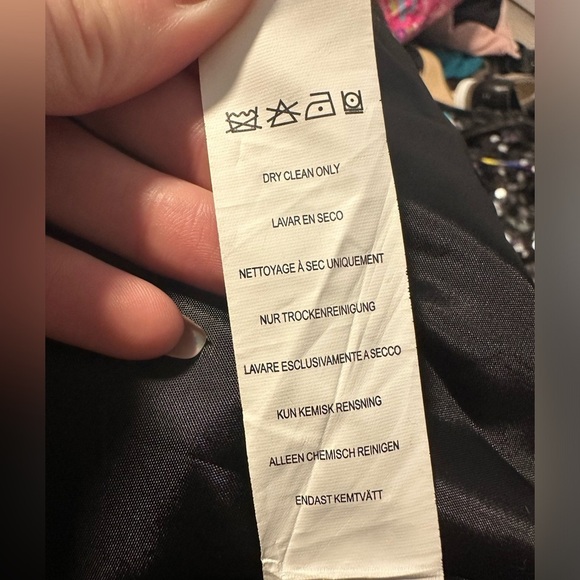 DRY CLEAN ONLY
LAVAR EN SECO
NETTOYAGE À SEC UNIQUEMENT
NUR TROCKENREINIGUNG
LAVARE ESCLUSIVAMENTE A SECCO
KUN KEMISK RENSNING
ALLEEN CHEMISCH REINIGEN
ENDAST KEMTVÄTT